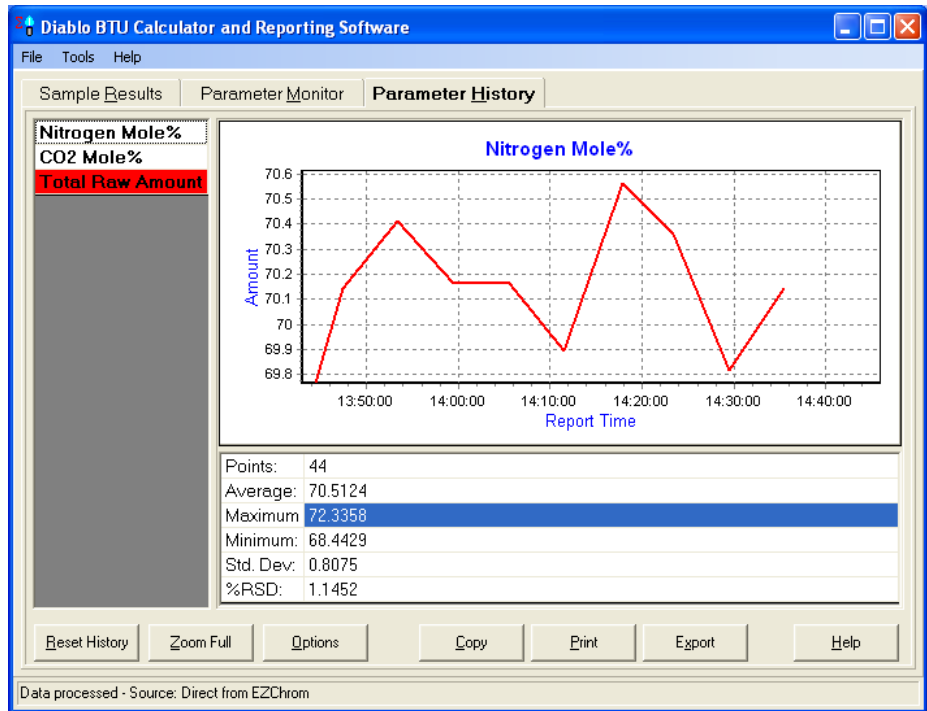 Diablo BTU Calculator and Reporting Software
File Tools Help
Sample Results Parameter Monitor Parameter History
Nitrogen Mole%
CO2 Mole%
Total Raw Amount
Nitrogen Mole%
70.6
70.5
70.4
70.3
70.2
70.1
70
69.9
69.8
Amount
13:50:00 14:00:00 14:10:00 14:20:00 14:30:00 14:40:00
Report Time
Points: 44
Average: 70.5124
Maximum 72.3358
Minimum: 68.4429
Std. Dev: 0.8075
%RSD: 1.1452
Reset History Zoom Full Options Copy Print Export Help
Data processed - Source: Direct from EZChrom